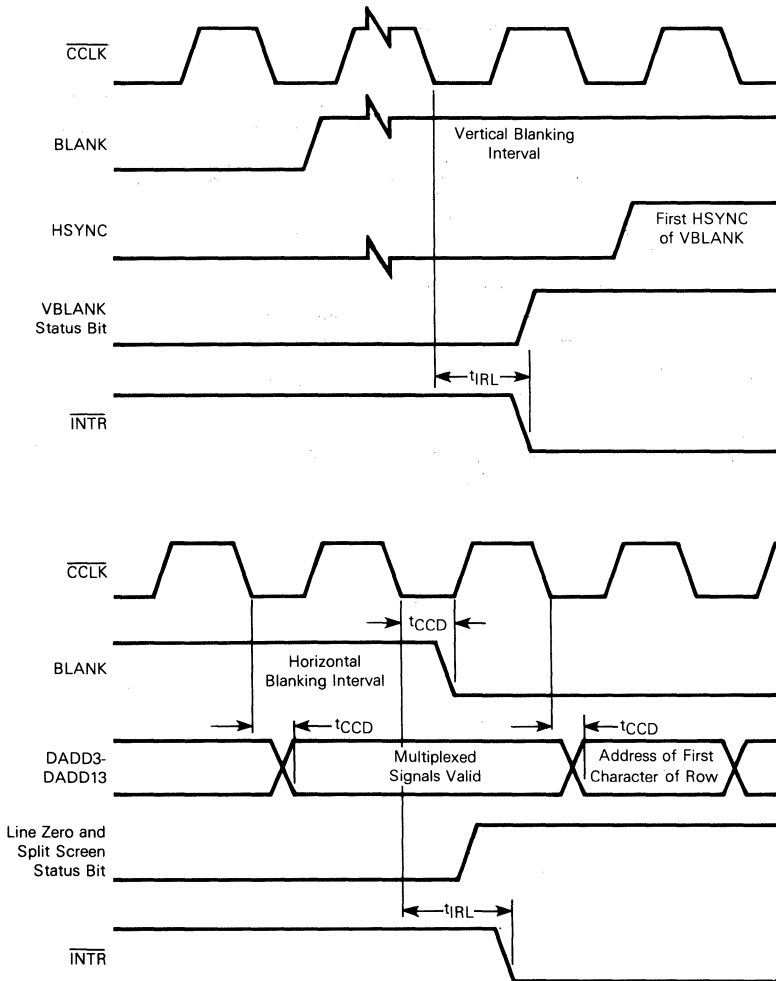 CCLK
BLANK
Vertical Blanking
Interval
HSYNC
First HSYNC
of VBLANK
VBLANK
Status Bit
tIRL
INTR
CCLK
tCCD
BLANK
Horizontal
Blanking Interval
tCCD
tCCD
DADD3-
DADD13
Multiplexed
Signals Valid
Address of First
Character of Row
Line Zero and
Split Screen
Status Bit
tIRL
INTR